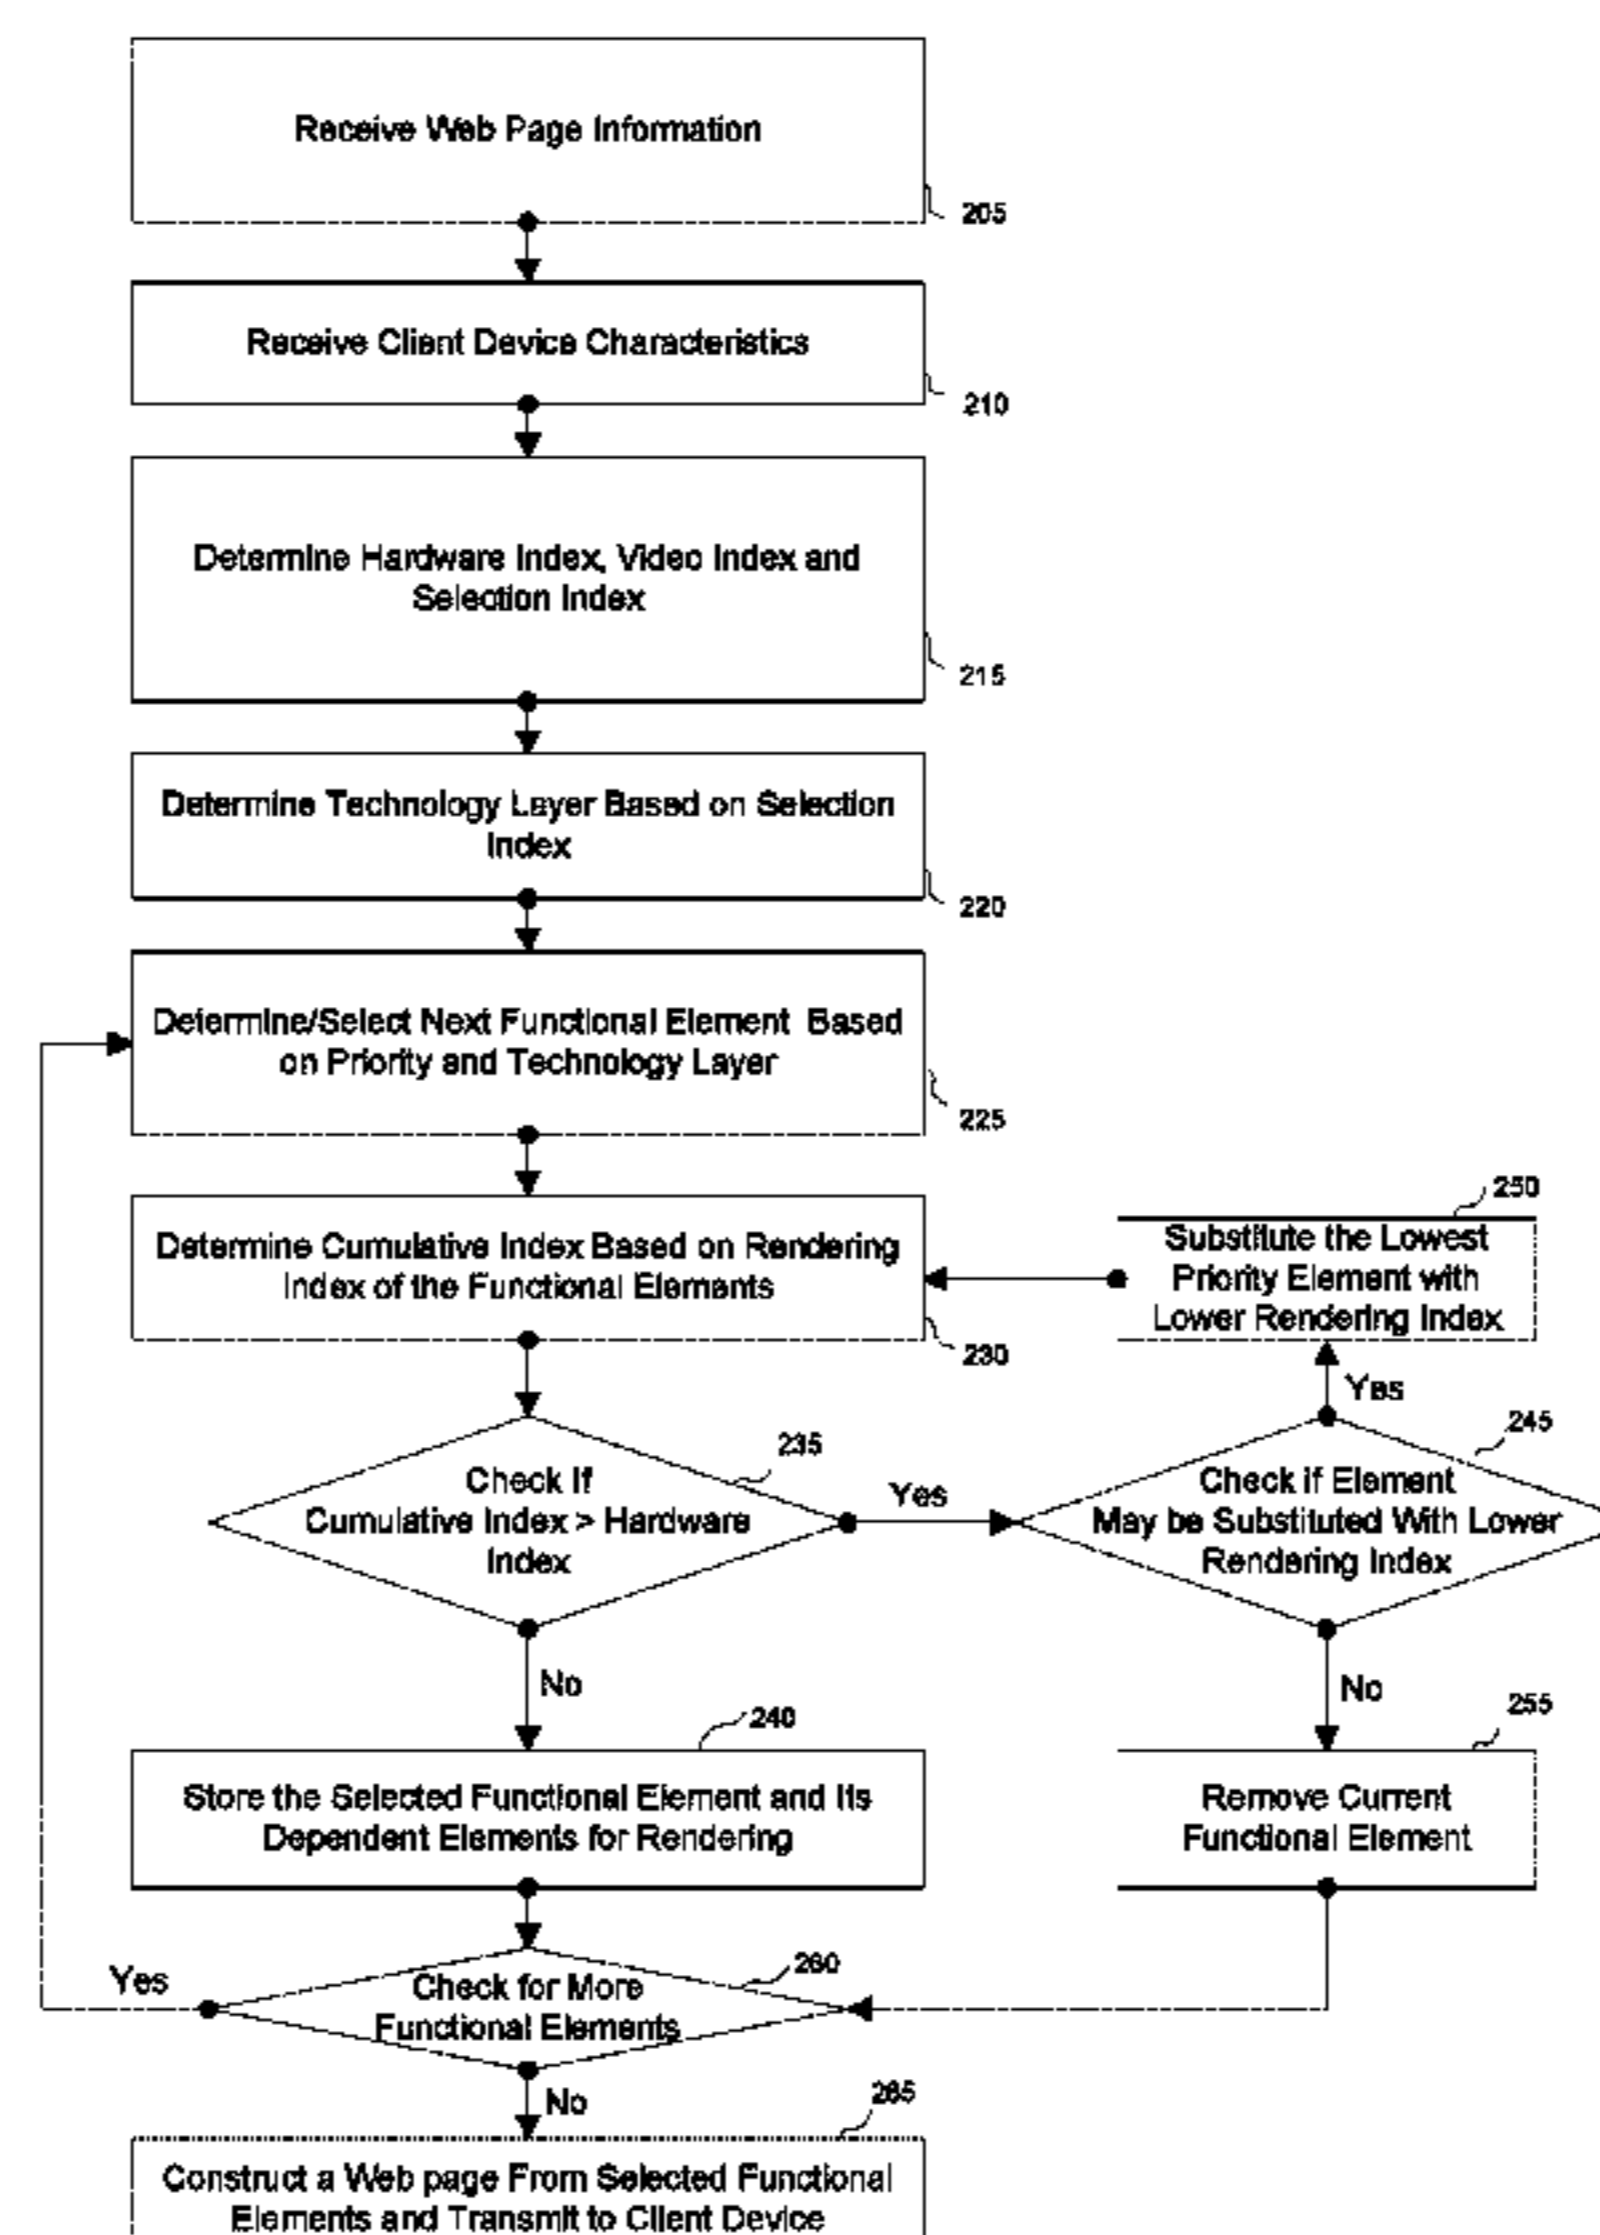 Receive Web Page Information
205
Receive Client Device Characteristics
210
Determine Hardware Index, Video Index and
Selection Index
215
Determine Technology Layer Based on Selection
Index
220
Determine/Select Next Functional Element Based
on Priority and Technology Layer
225
250
Substitute the Lowest
Priority Element with
Lower Rendering Index
Determine Cumulative Index Based on Rendering
Index of the Functional Elements
230
Yes
245
235
Check If
Cumulative Index > Hardware
Index
Yes
Check if Element
May be Substituted With Lower
Rendering Index
No
No
240
255
Store the Selected Functional Element and Its
Dependent Elements for Rendering
Remove Current
Functional Element
260
Yes
Check for More
Functional Elements
No
265
Construct a Web page From Selected Functional
Elements and Transmit to Client Device